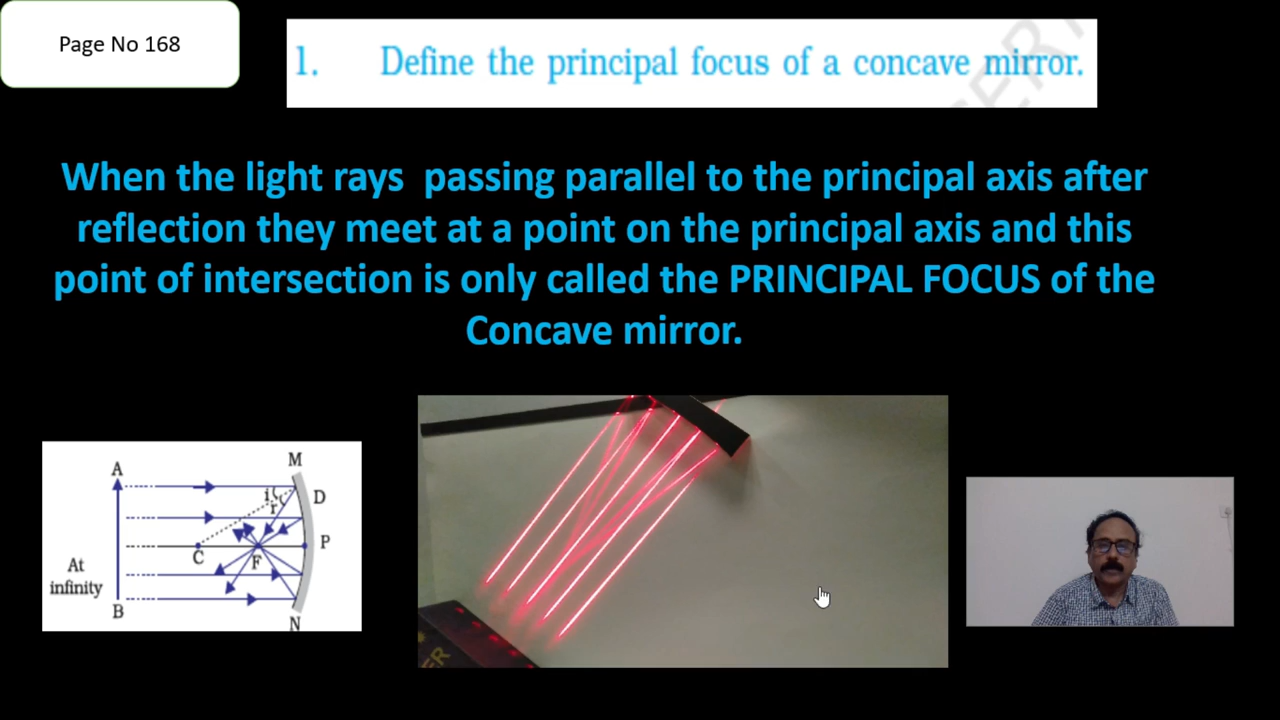 Page No 168
1. Define the principal focus of a concave mirror.
When the light rays passing parallel to the principal axis after
reflection they meet at a point on the principal axis and this
point of intersection is only called the PRINCIPAL FOCUS of the
Concave mirror.
A
M
i
D
r
P
C
F
At
infinity
B
N